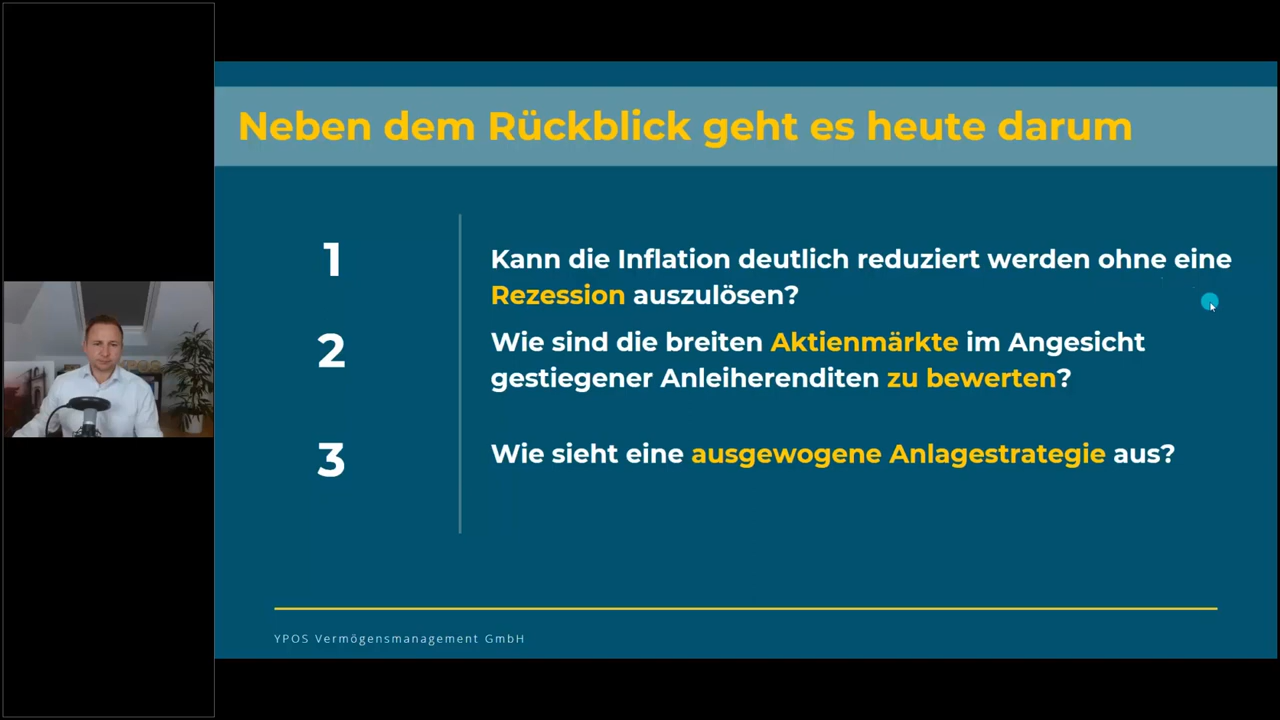 Neben dem Rückblick geht es heute darum
1
Kann die Inflation deutlich reduziert werden ohne eine
Rezession auszulösen?
2
Wie sind die breiten Aktienmärkte im Angesicht
gestiegener Anleiherenditen zu bewerten?
3
Wie sieht eine ausgewogene Anlagestrategie aus?
YPOS Vermögensmanagement GmbH